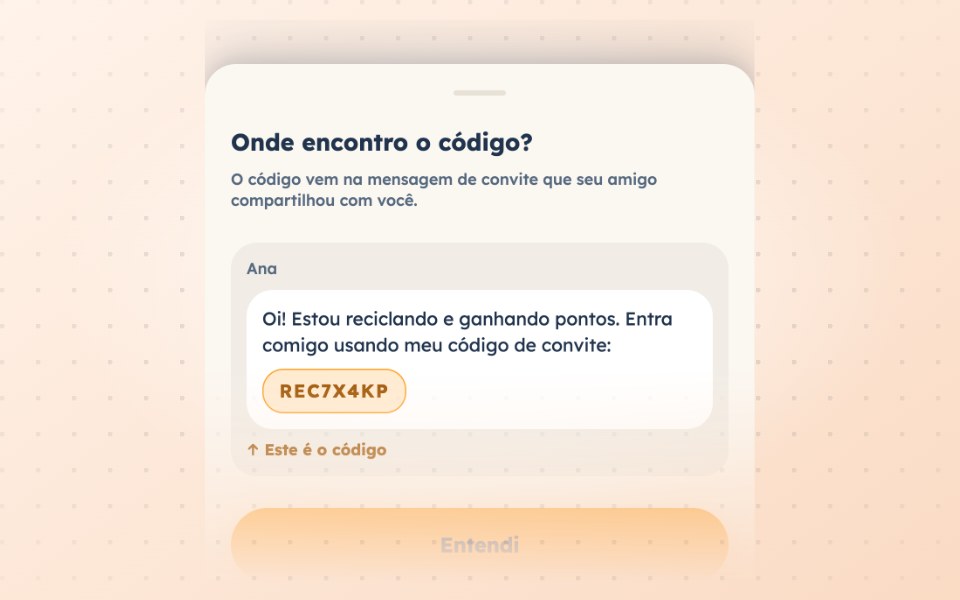 Onde encontro o código?
O código vem na mensagem de convite que seu amigo
compartilhou com você.
Ana
Oi! Estou reciclando e ganhando pontos. Entra
comigo usando meu código de convite:
REC7X4KP
↑ Este é o código
Entendi